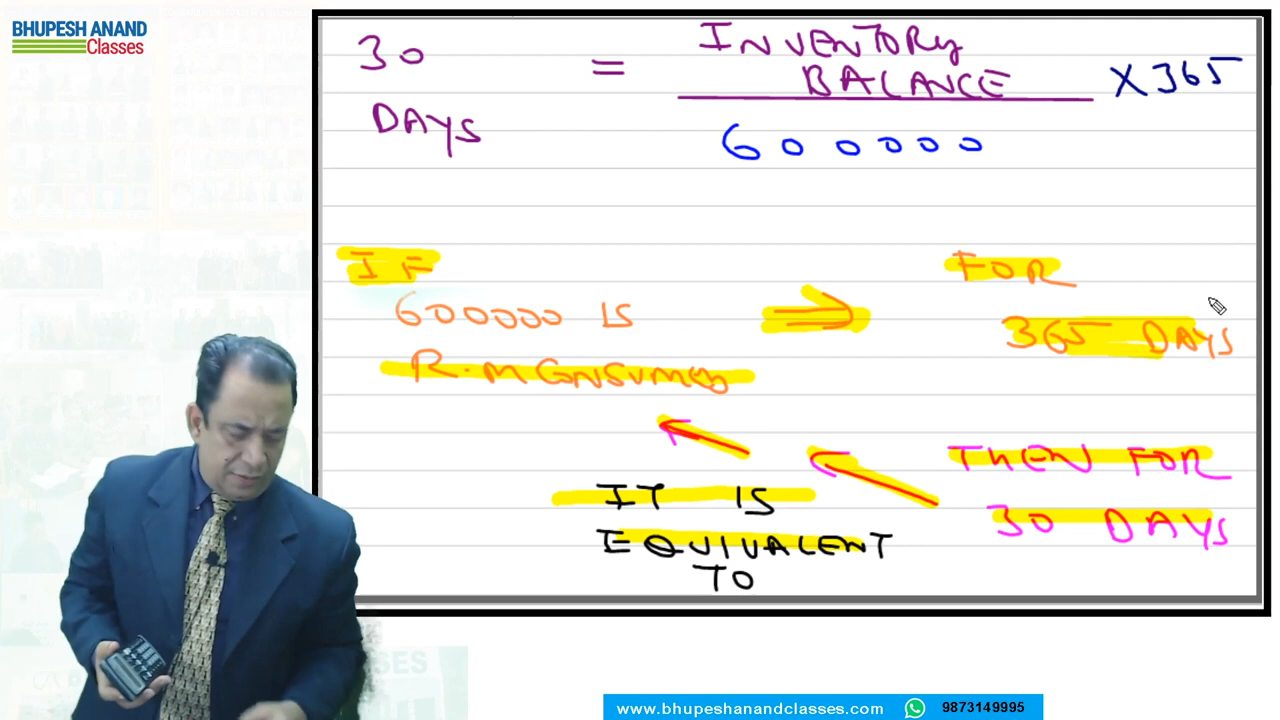 BHUPESH ANAND
Classes
30 DAYS = INVENTORY BALANCE X 365
600000
IF
600000 IS
R.M CONSUMED
FOR
365 DAYS
THEN FOR
30 DAYS
IT IS
EQUIVALENT
TO
www.bhupeshanandclasses.com 9873149995